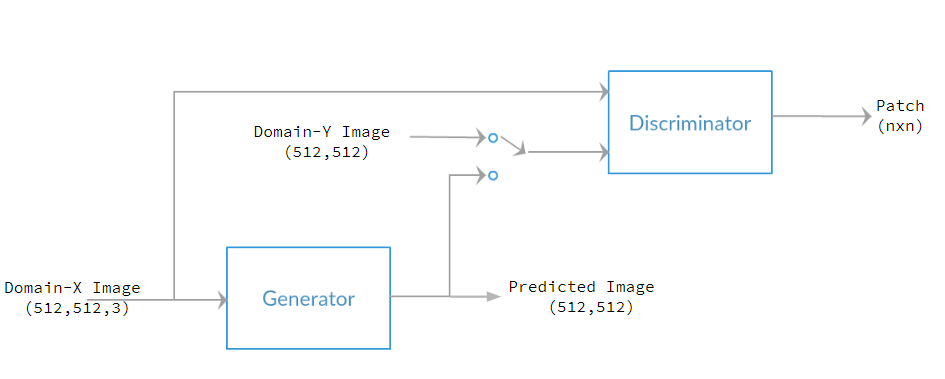 Patch
(nxn)
Discriminator
Domain-Y Image
(512,512)
Domain-X Image
(512,512,3)
Generator
Predicted Image
(512,512)